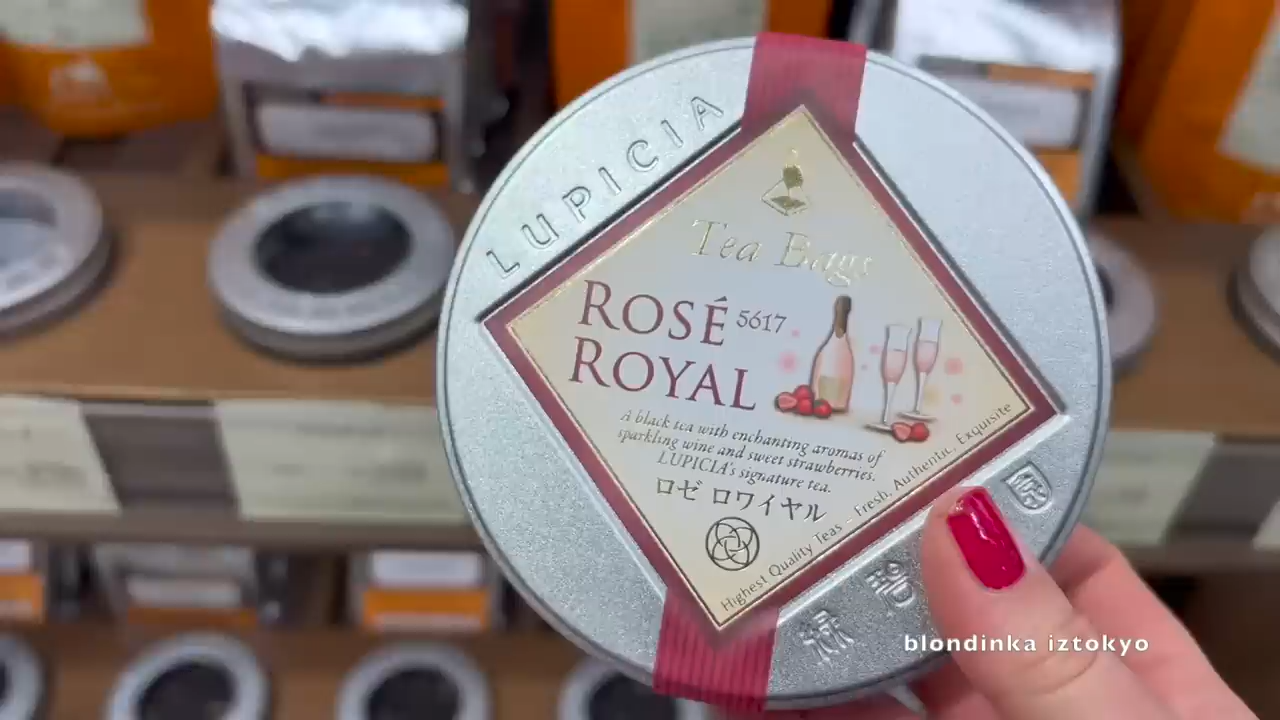 LUPICIA
Tea Bags
ROSÉ 5617
ROYAL
A black tea with enchanting aromas of
sparkling wine and sweet strawberries.
LUPICIA's signature tea.
ロゼ ロワイヤル
Highest Quality Teas – Fresh, Authentic, Exquisite
blondinka iztokyo